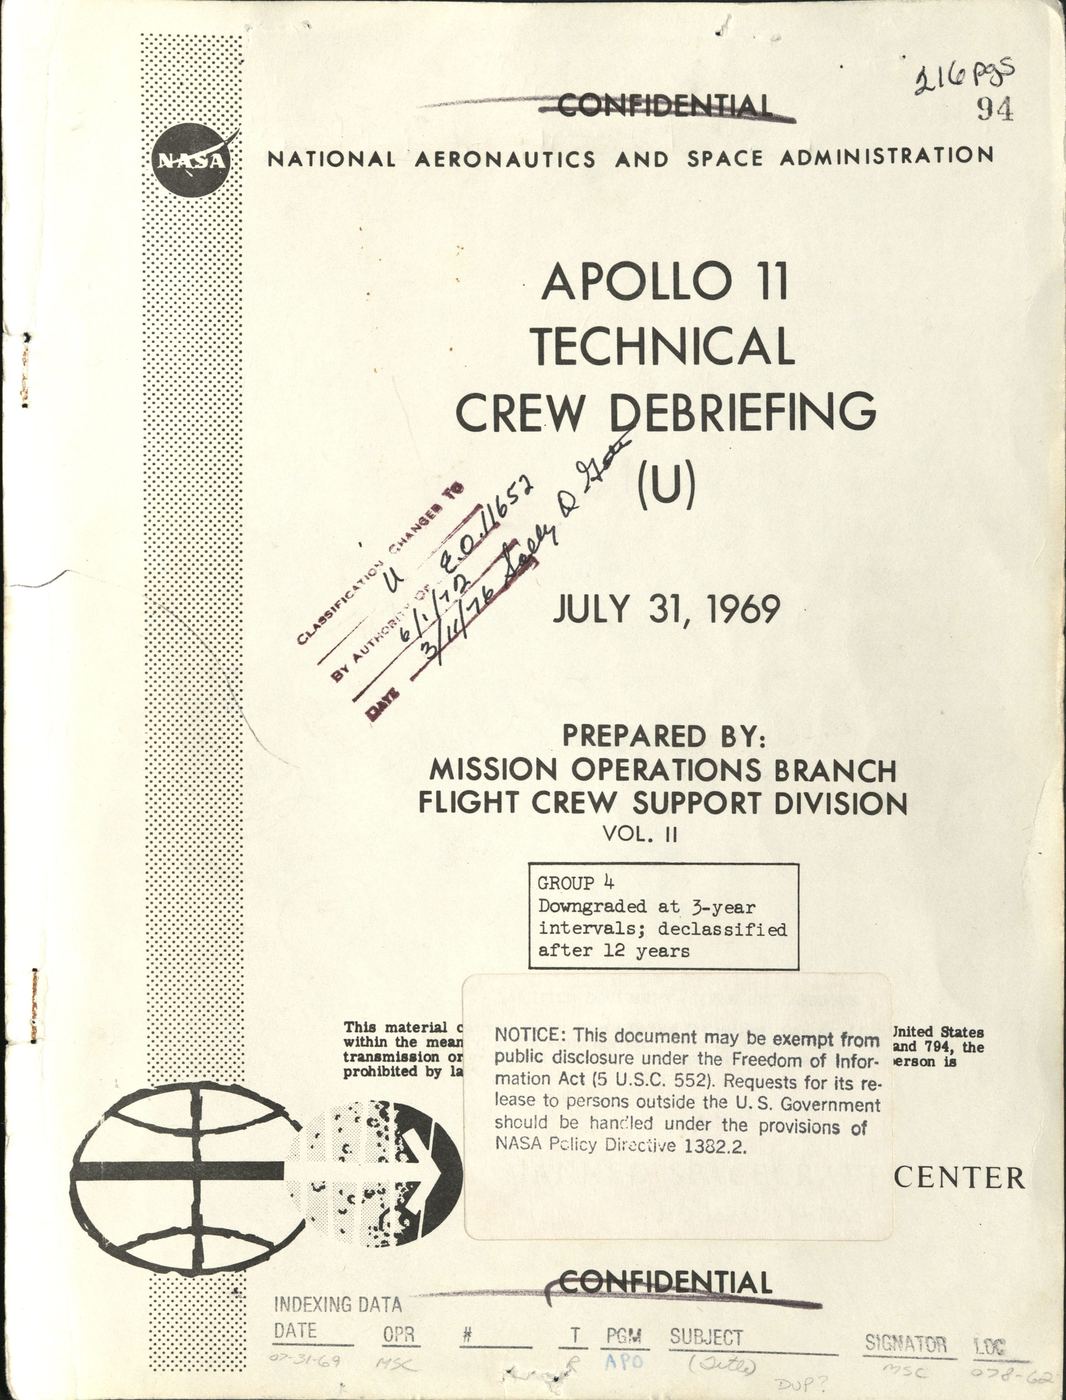 216 pgs
CONFIDENTIAL
94
NASA
NATIONAL AERONAUTICS AND SPACE ADMINISTRATION
APOLLO 11
TECHNICAL
CREW DEBRIEFING
(U)
CLASSIFICATION CHANGED TO
U
BY AUTHORITY OF E.O. 11652
6/1/72
DATE 3/11/76
JULY 31, 1969
PREPARED BY:
MISSION OPERATIONS BRANCH
FLIGHT CREW SUPPORT DIVISION
VOL. II
GROUP 4
Downgraded at 3-year
intervals; declassified
after 12 years
This material
within the
transmission or
prohibited by
United States
and 794, the
is
NOTICE: This document may be exempt from
public disclosure under the Freedom of Infor-
mation Act (5 U.S.C. 552). Requests for its re-
lease to persons outside the U. S. Government
should be handled under the provisions of
NASA Policy Directive 1382.2.
CENTER
CONFIDENTIAL
INDEXING DATA
DATE OPR # T PGM SUBJECT SIGNATOR LOC
07-31-69 MSC R APO (Title) MSC 078-62
DUP?